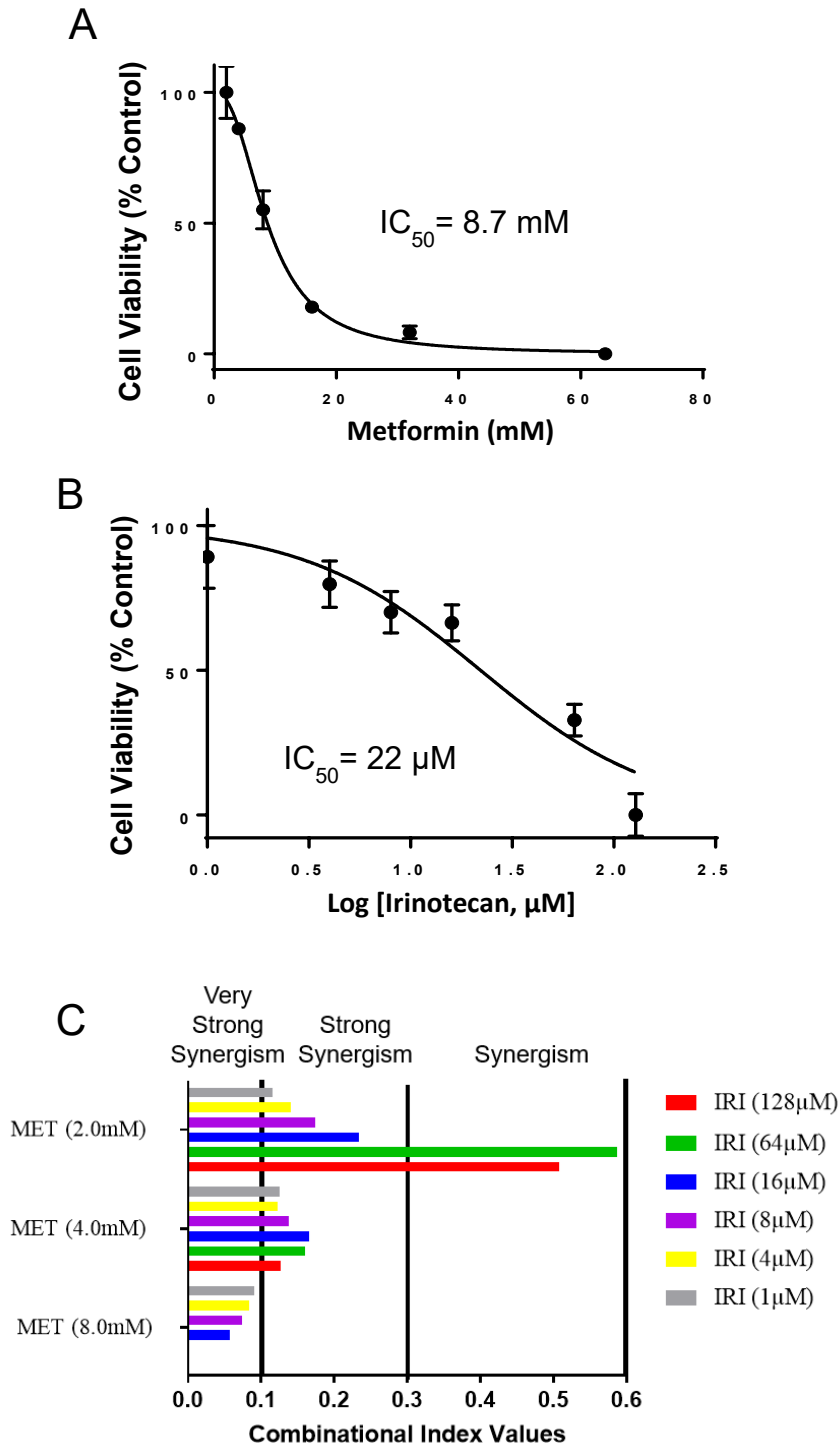 A
Cell Viability (% Control)
100
50
0
IC50= 8.7 mM
0 20 40 60 80
Metformin (mM)
B
Cell Viability (% Control)
100
50
0
IC50= 22 µM
0.0 0.5 1.0 1.5 2.0 2.5
Log [Irinotecan, µM]
C
Very
Strong
Synergism
Strong
Synergism
Synergism
MET (2.0mM)
MET (4.0mM)
MET (8.0mM)
0.0 0.1 0.2 0.3 0.4 0.5 0.6
Combinational Index Values
IRI (128µM)
IRI (64µM)
IRI (16µM)
IRI (8µM)
IRI (4µM)
IRI (1µM)